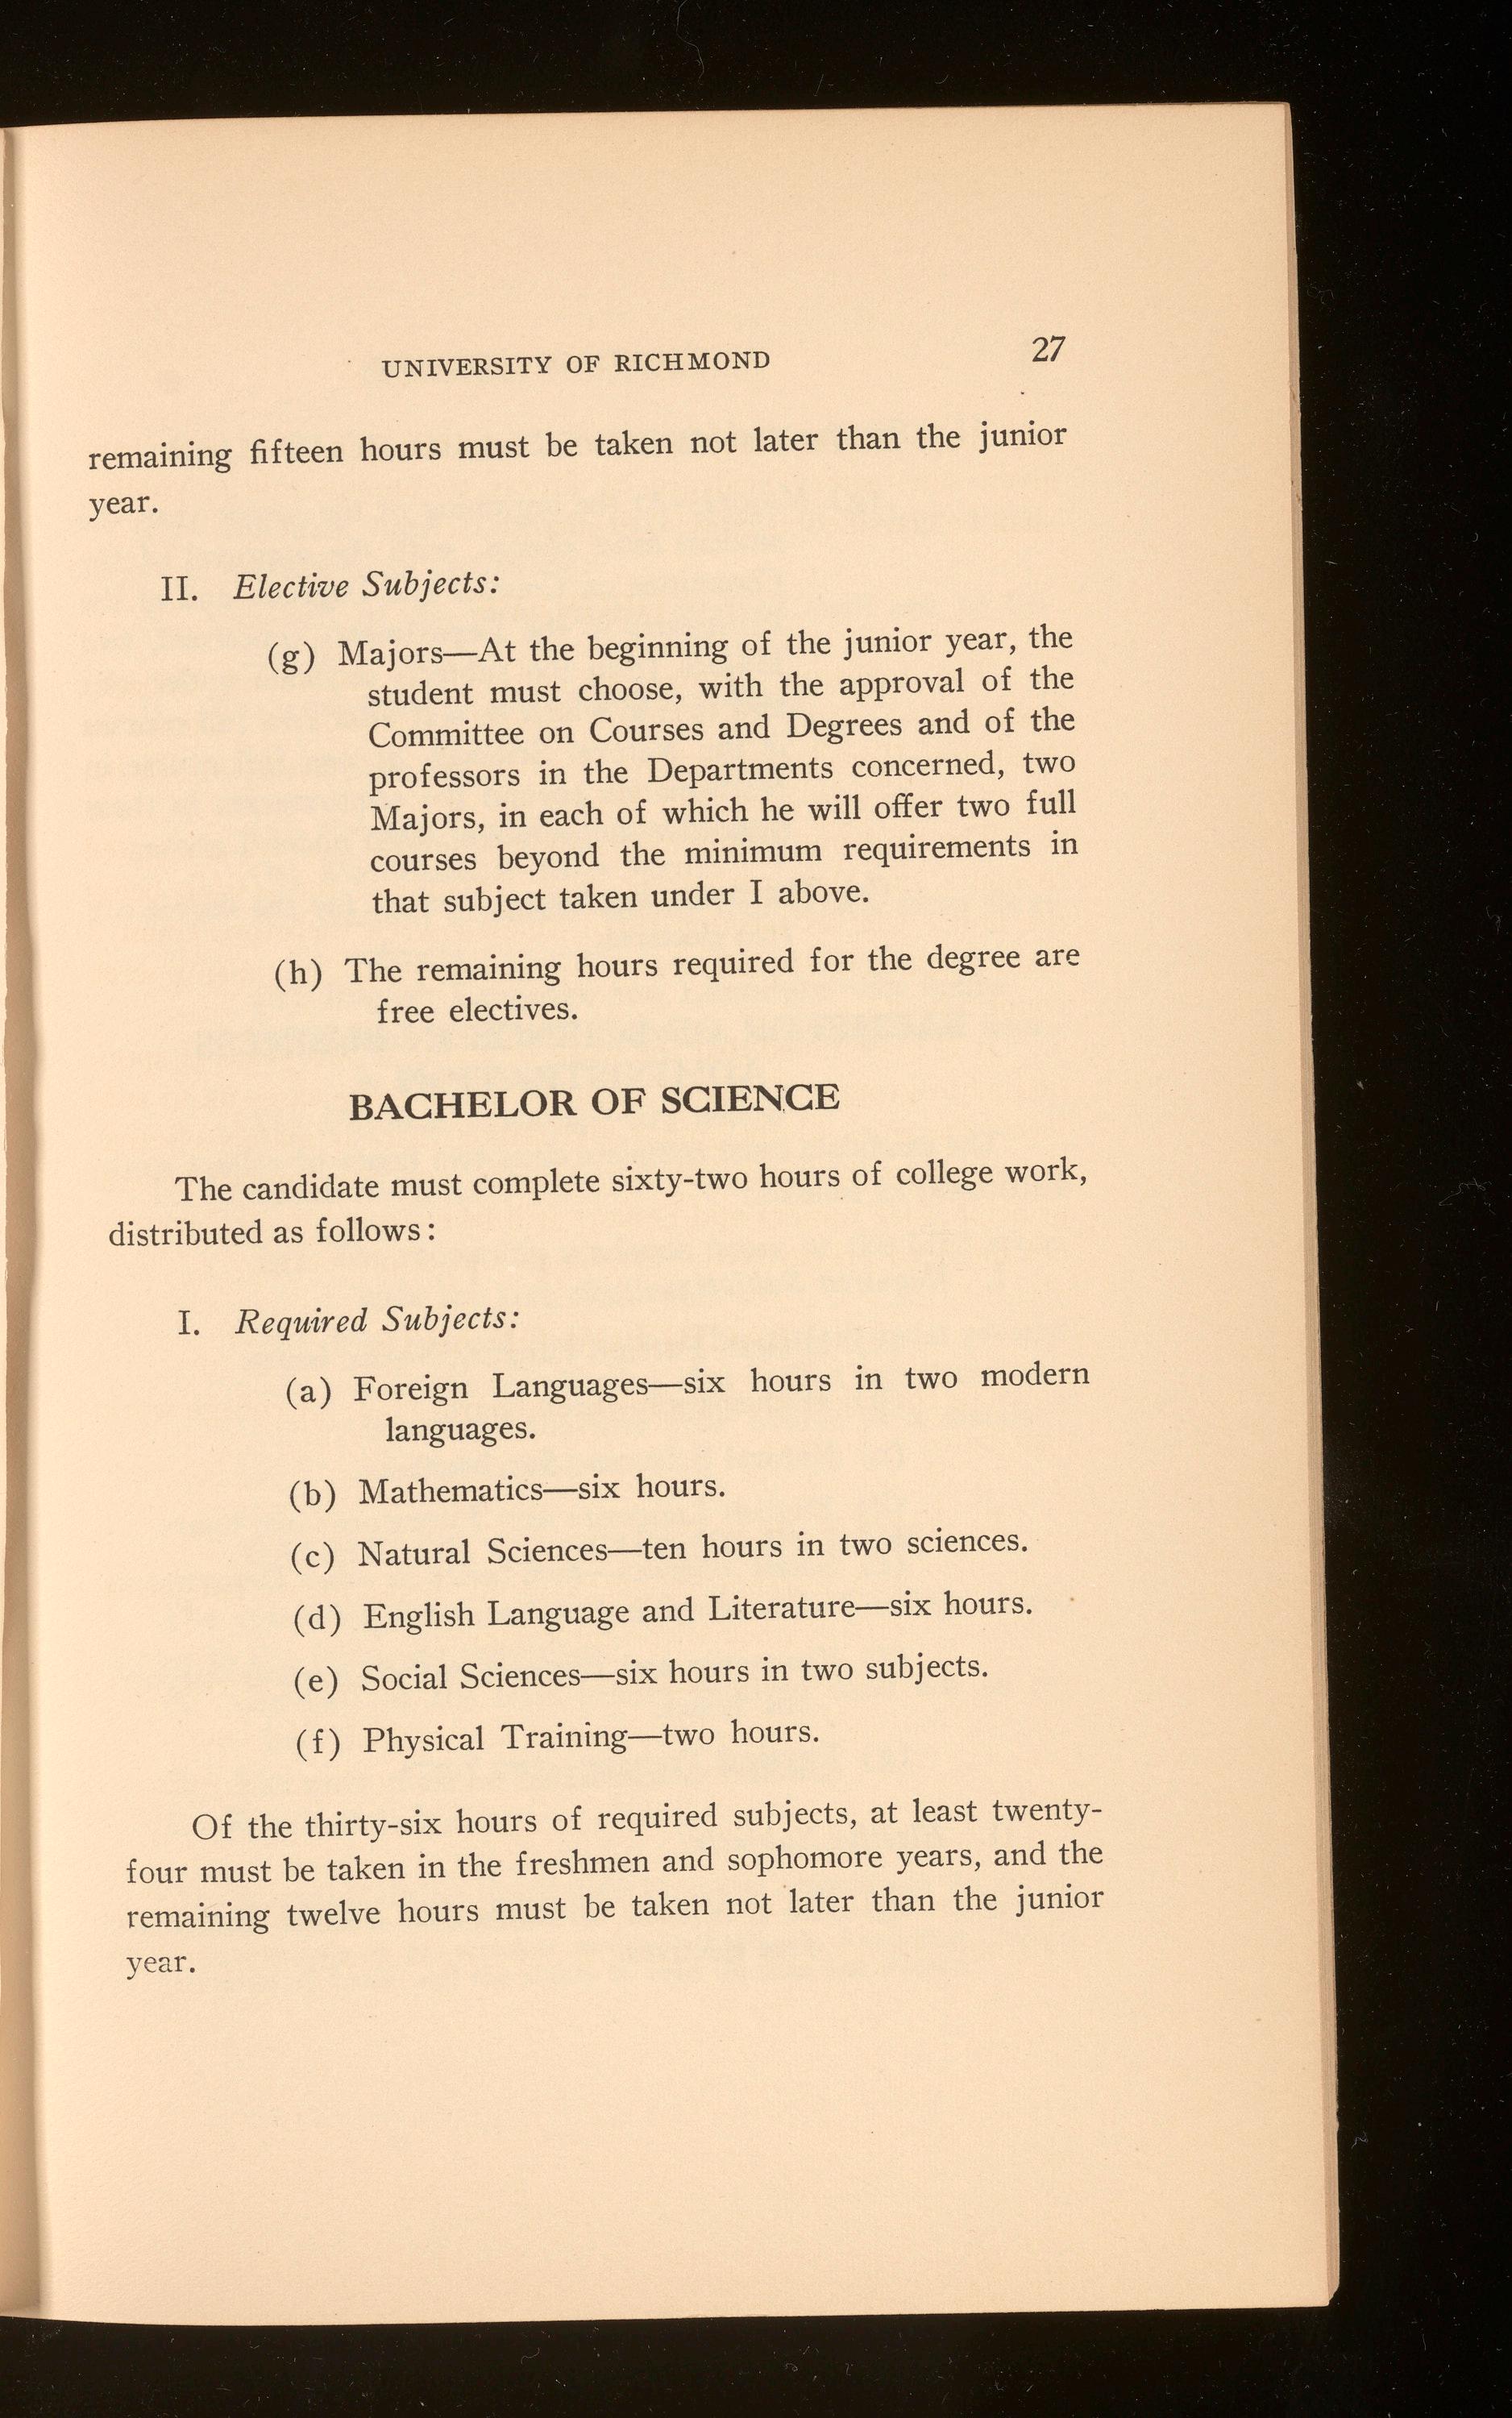 UNIVERSITY OF RICHMOND 27
remaining fifteen hours must be taken not later than the junior
year.
II. Elective Subjects:
(g) Majors—At the beginning of the junior year, the
student must choose, with the approval of the
Committee on Courses and Degrees and of the
professors in the Departments concerned, two
Majors, in each of which he will offer two full
courses beyond the minimum requirements in
that subject taken under I above.
(h) The remaining hours required for the degree are
free electives.
BACHELOR OF SCIENCE
The candidate must complete sixty-two hours of college work,
distributed as follows:
I. Required Subjects:
(a) Foreign Languages—six hours in two modern
languages.
(b) Mathematics—six hours.
(c) Natural Sciences—ten hours in two sciences.
(d) English Language and Literature—six hours.
(e) Social Sciences—six hours in two subjects.
(f) Physical Training—two hours.
Of the thirty-six hours of required subjects, at least twenty-
four must be taken in the freshmen and sophomore years, and the
remaining twelve hours must be taken not later than the junior
year.